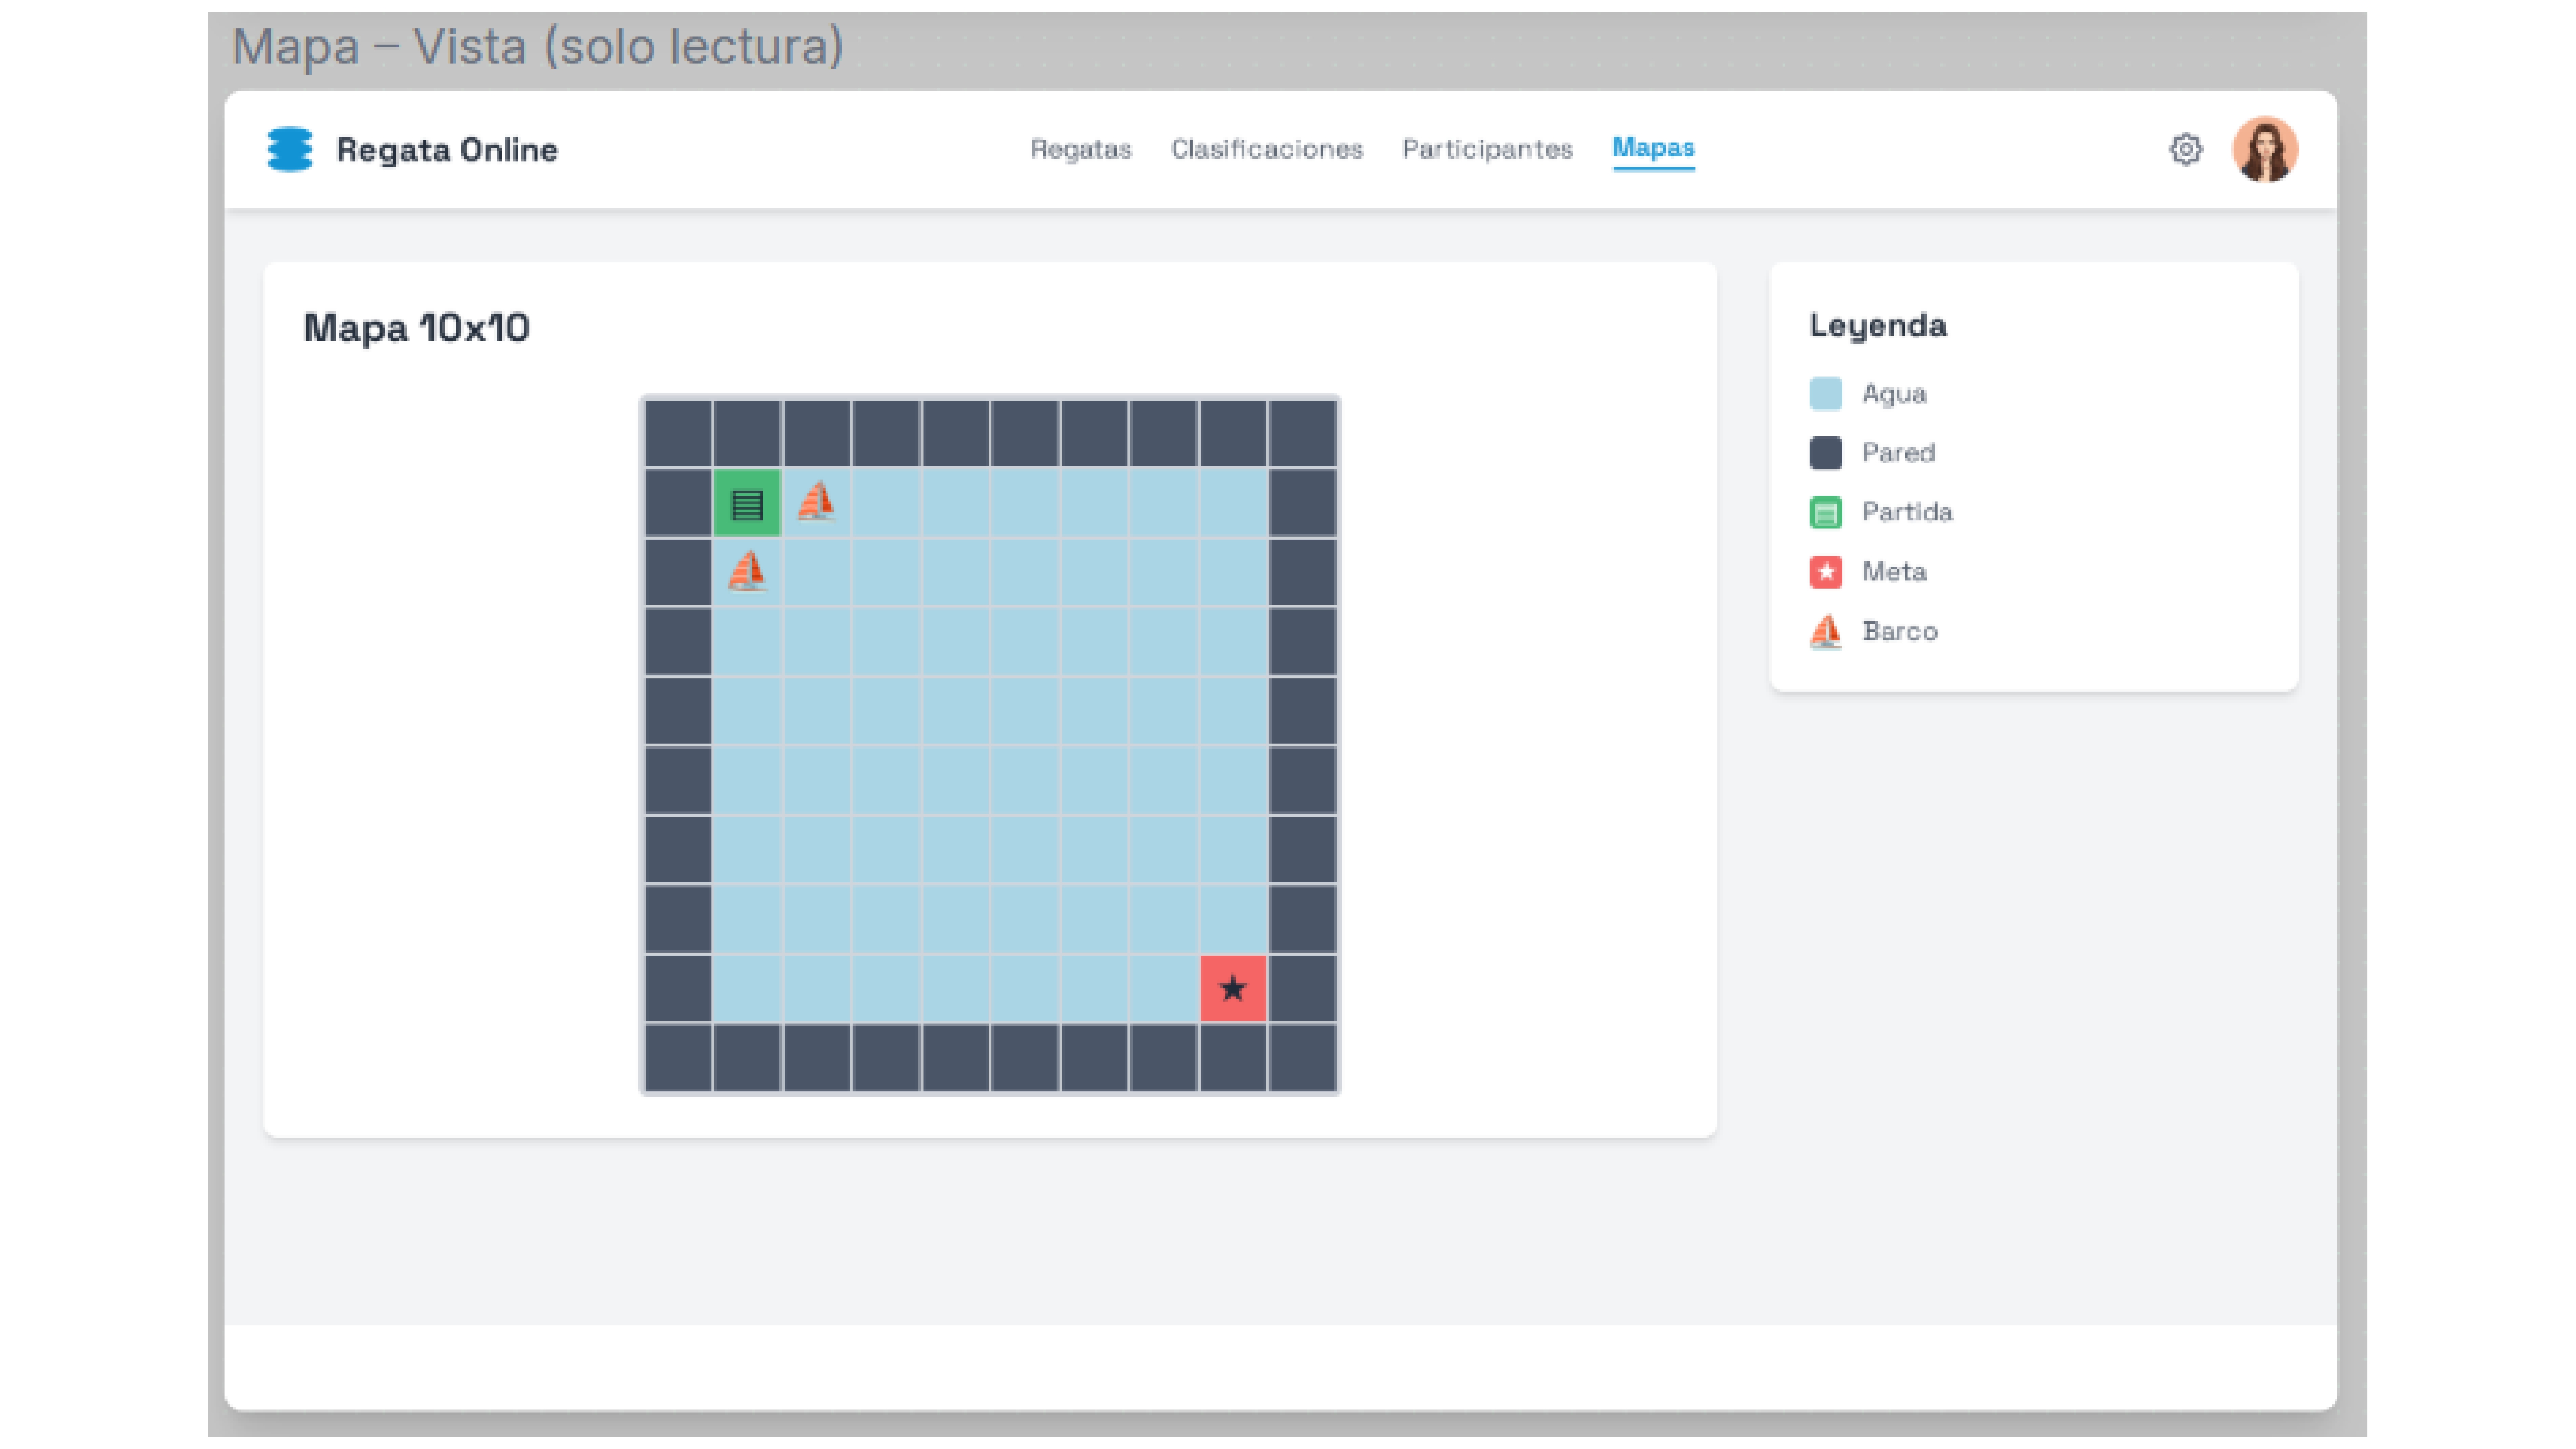 Mapa – Vista (solo lectura)
Regata Online
Regatas Clasificaciones Participantes Mapas
Mapa 10x10
Leyenda
Agua
Pared
Partida
Meta
Barco